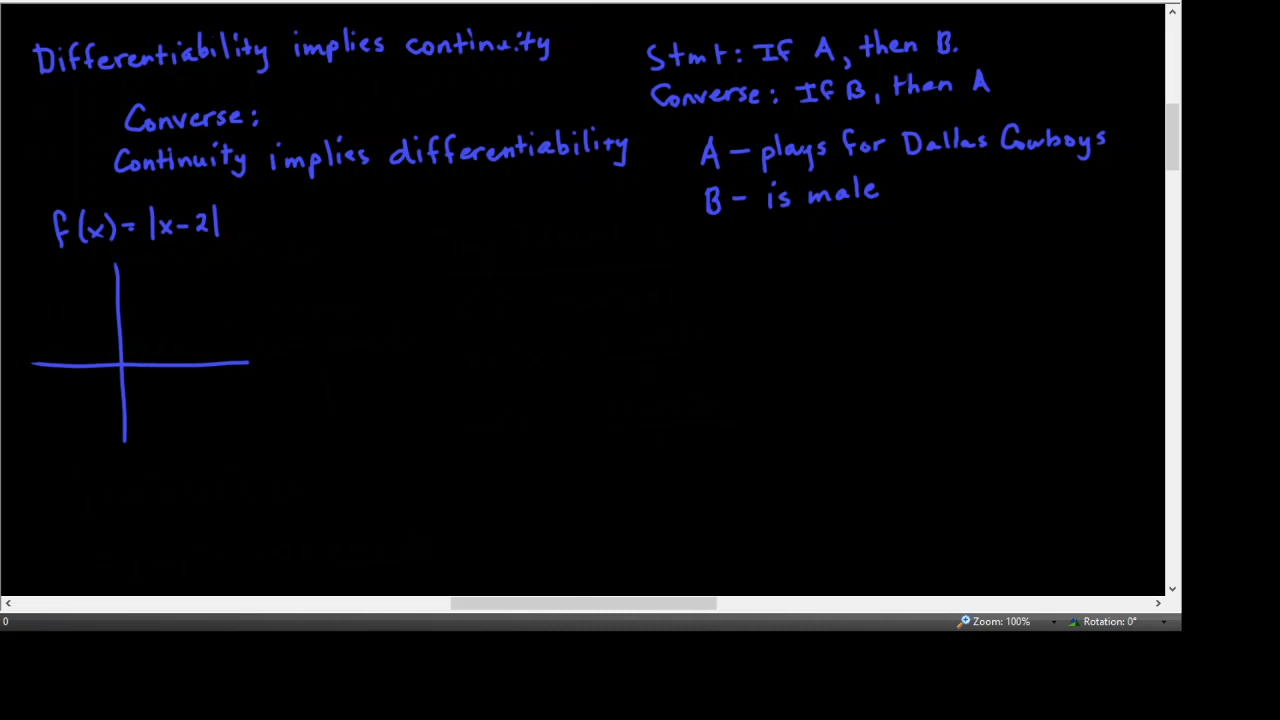 Differentiability implies continuity
Converse:
Continuity implies differentiability
f(x) = |x-2|
Stmt: If A, then B.
Converse: If B, then A
A - plays for Dallas Cowboys
B - is male
0
Zoom: 100%
Rotation: 0°